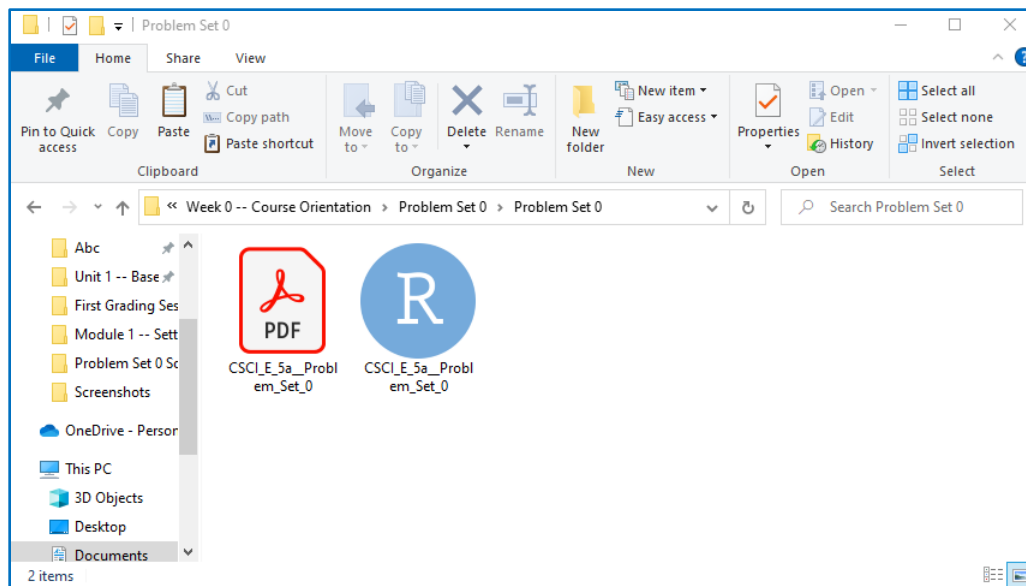 Problem Set 0
File Home Share View
Pin to Quick access
Copy
Paste
Cut
Copy path
Paste shortcut
Clipboard
Move to
Copy to
Delete
Rename
Organize
New folder
New item
Easy access
New
Properties
Open
Edit
History
Open
Select all
Select none
Invert selection
Select
« Week 0 -- Course Orientation › Problem Set 0 › Problem Set 0
Search Problem Set 0
Abc
Unit 1 -- Base
First Grading Ses
Module 1 -- Sett
Problem Set 0 Sc
Screenshots
OneDrive - Person
This PC
3D Objects
Desktop
Documents
PDF
CSCI_E_5a__Probl
em_Set_0
R
CSCI_E_5a__Probl
em_Set_0
2 items